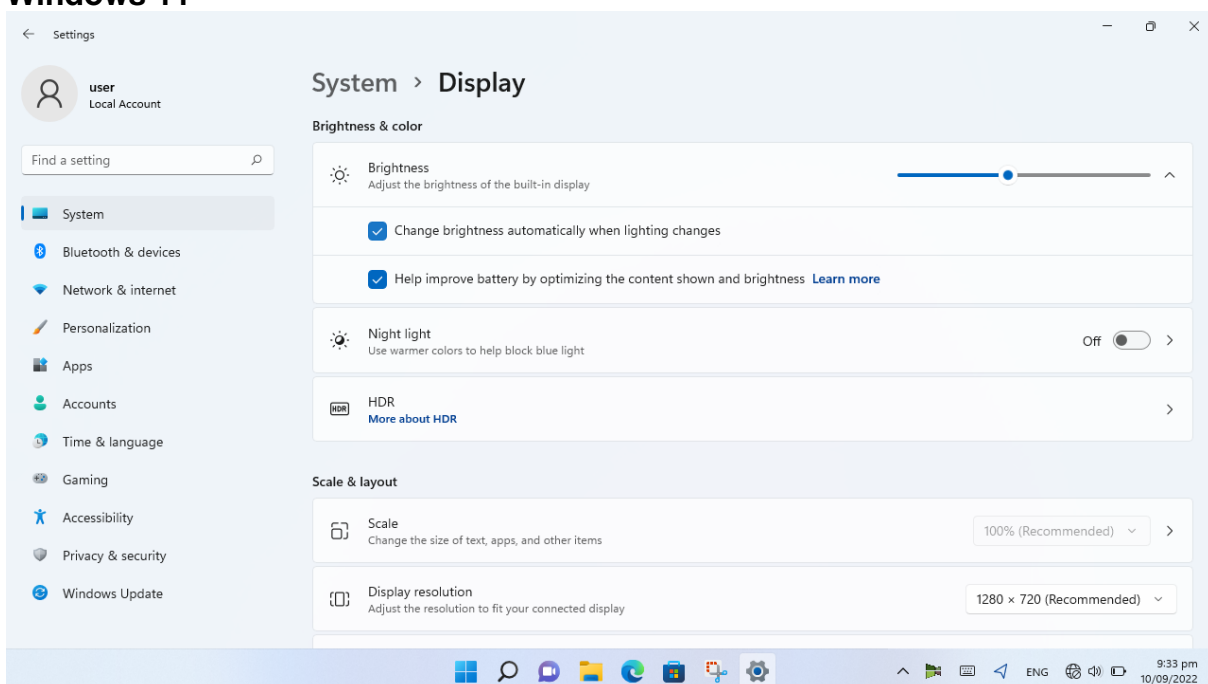 Windows 11
Settings
user
Local Account
Find a setting
System
Bluetooth & devices
Network & internet
Personalization
Apps
Accounts
Time & language
Gaming
Accessibility
Privacy & security
Windows Update
System > Display
Brightness & color
Brightness
Adjust the brightness of the built-in display
Change brightness automatically when lighting changes
Help improve battery by optimizing the content shown and brightness Learn more
Night light
Use warmer colors to help block blue light
Off
HDR
HDR
More about HDR
Scale & layout
Scale
Change the size of text, apps, and other items
100% (Recommended)
Display resolution
Adjust the resolution to fit your connected display
1280 × 720 (Recommended)
ENG
9:33 pm
10/09/2022